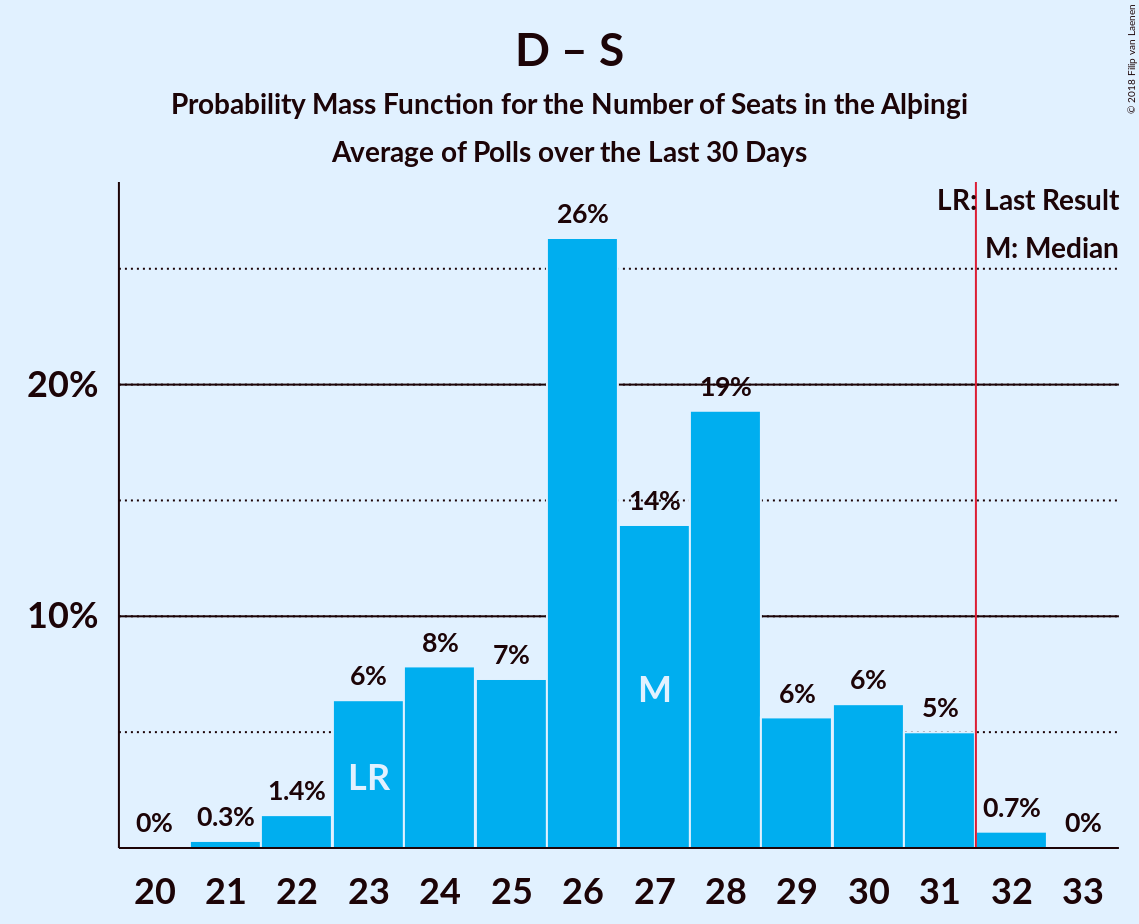 D – S
Probability Mass Function for the Number of Seats in the Alþingi
Average of Polls over the Last 30 Days
© 2018 Filip van Laenen
LR: Last Result
M: Median
26%
20%
19%
14%
10%
8%
7%
6%
6%
6%
5%
M
LR
1.4%
0.3%
0%
0.7%
0%
20 21 22 23 24 25 26 27 28 29 30 31 32 33